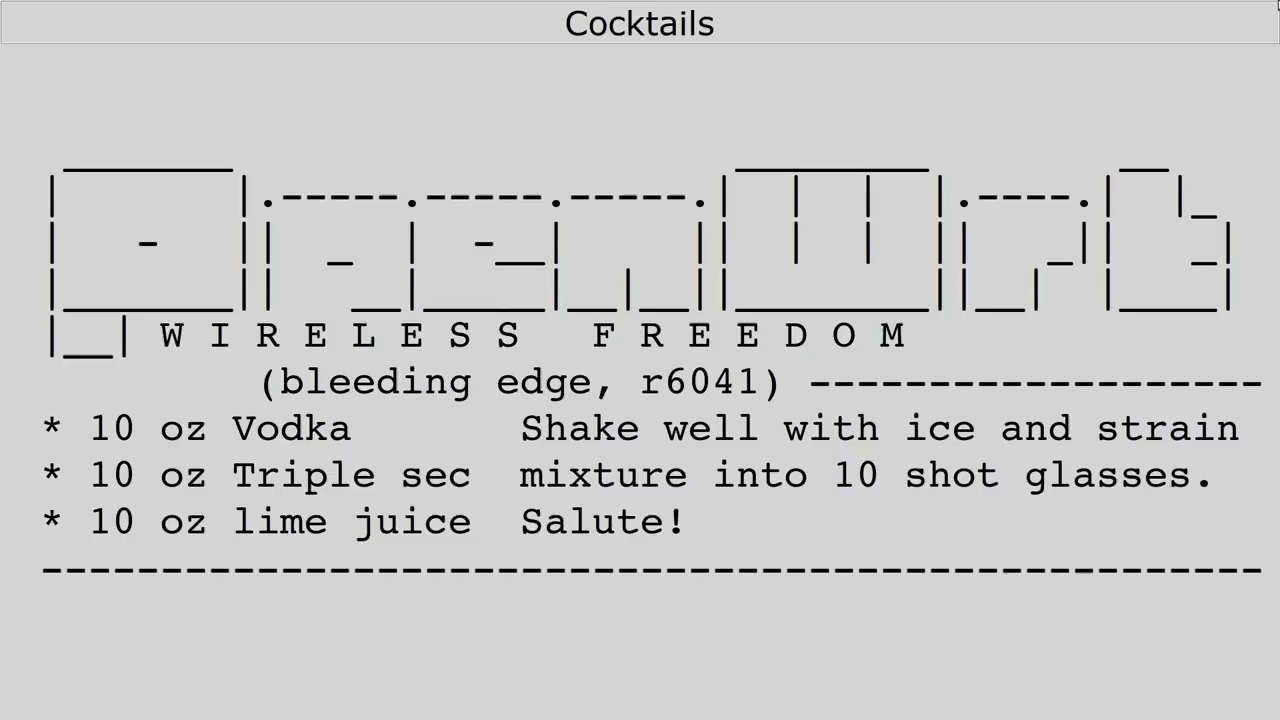 Cocktails
OpenWrt
W I R E L E S S   F R E E D O M
(bleeding edge, r6041) -------------------
* 10 oz Vodka       Shake well with ice and strain
* 10 oz Triple sec  mixture into 10 shot glasses.
* 10 oz lime juice  Salute!
---------------------------------------------------